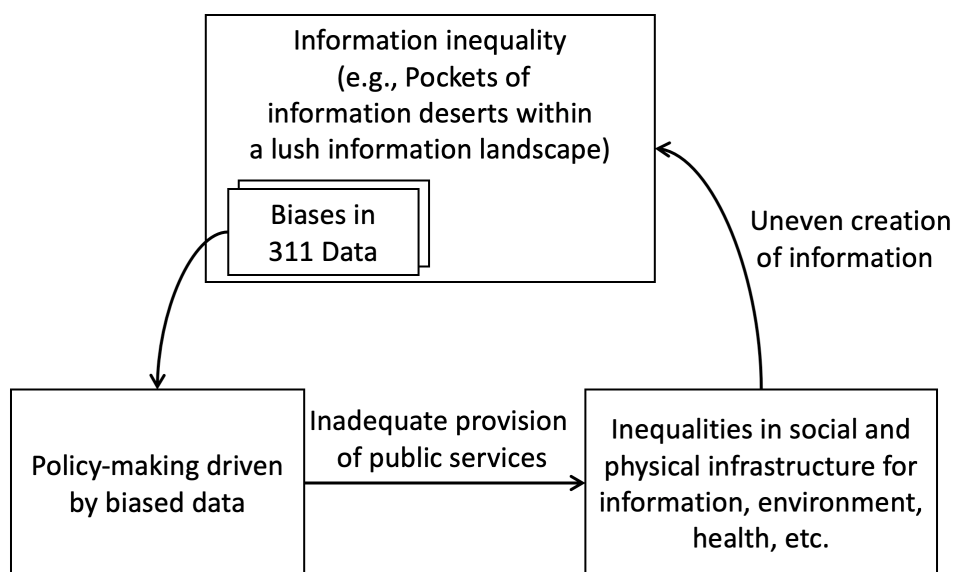 Information inequality
(e.g., Pockets of
information deserts within
a lush information landscape)
Biases in
311 Data
Uneven creation
of information
Policy-making driven
by biased data
Inadequate provision
of public services
Inequalities in social and
physical infrastructure for
information, environment,
health, etc.